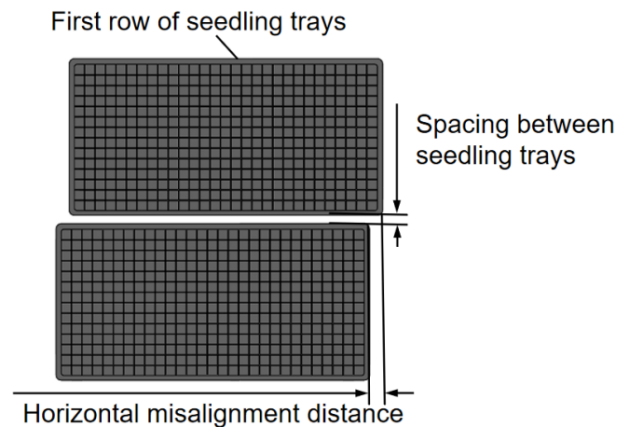 First row of seedling trays
Spacing between
seedling trays
Horizontal misalignment distance